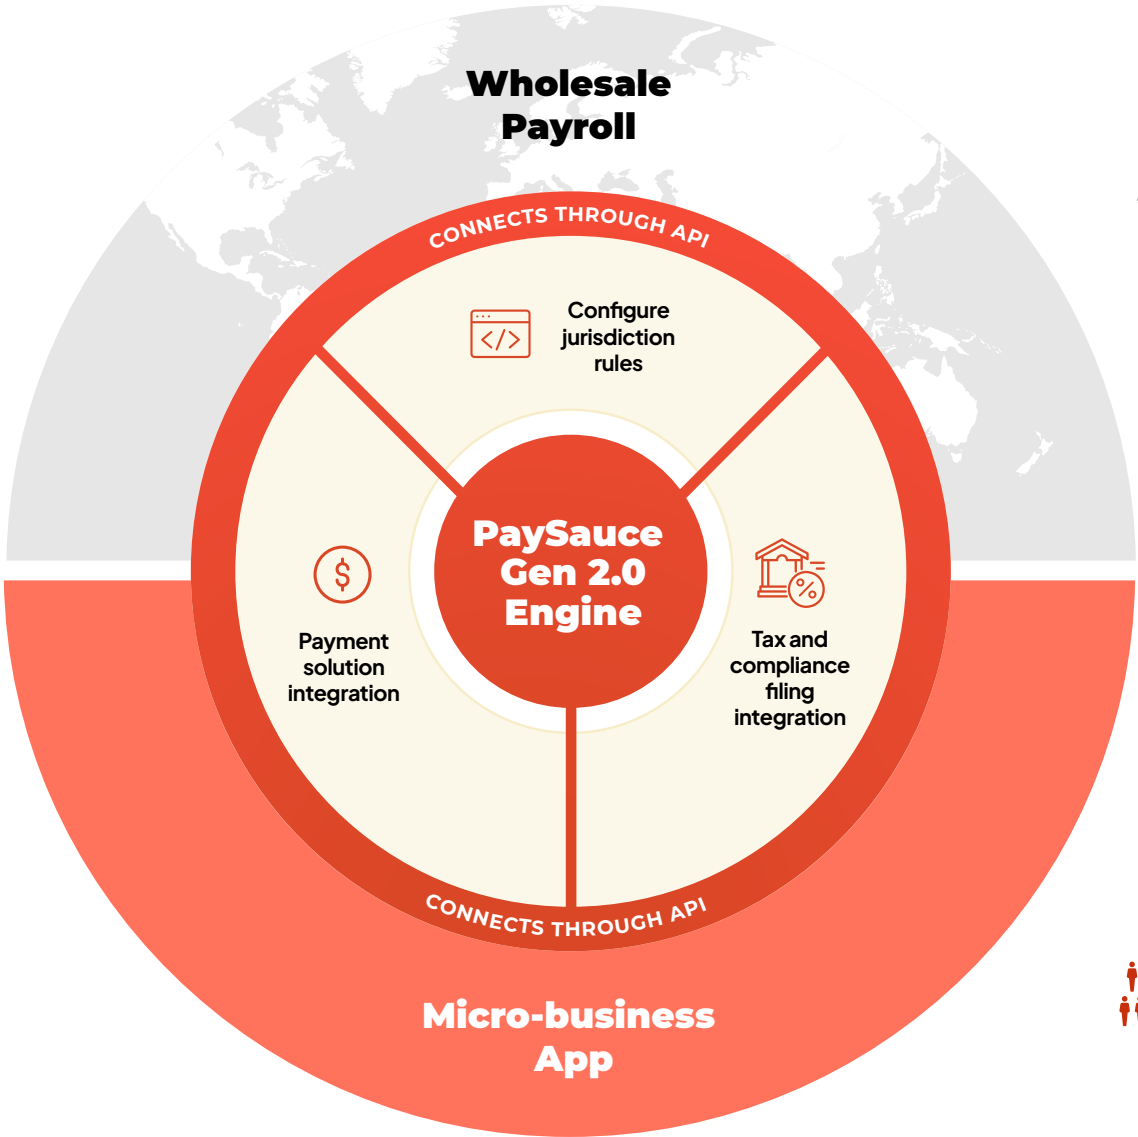 Wholesale
Payroll
CONNECTS THROUGH API
Configure
jurisdiction
rules
PaySauce
Gen 2.0
Engine
Payment
solution
integration
Tax and
compliance
filing
integration
CONNECTS THROUGH API
Micro-business
App